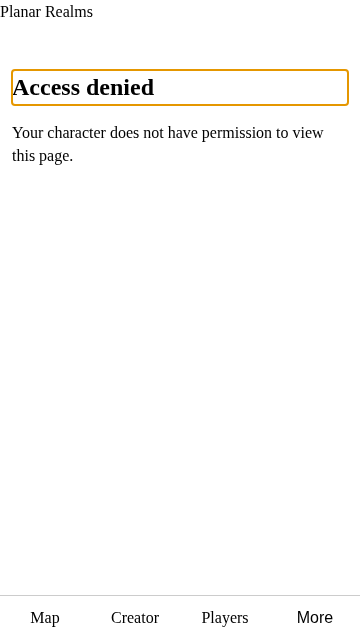 Planar Realms
Access denied
Your character does not have permission to view
this page.
Map Creator Players More